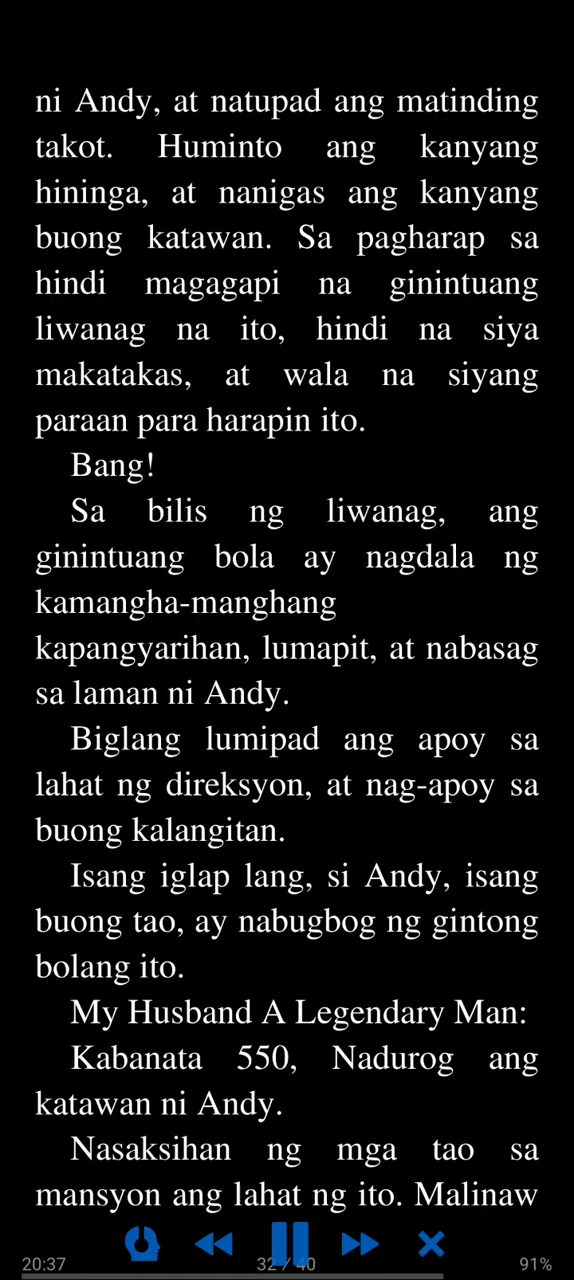 ni Andy, at natupad ang matinding
takot. Huminto ang kanyang
hininga, at nanigas ang kanyang
buong katawan. Sa pagharap sa
hindi magagapi na ginintuang
liwanag na ito, hindi na siya
makatakas, at wala na siyang
paraan para harapin ito.
Bang!
Sa bilis ng liwanag, ang
ginintuang bola ay nagdala ng
kamangha-manghang
kapangyarihan, lumapit, at nabasag
sa laman ni Andy.
Biglang lumipad ang apoy sa
lahat ng direksyon, at nag-apoy sa
buong kalangitan.
Isang iglap lang, si Andy, isang
buong tao, ay nabugbog ng gintong
bolang ito.
My Husband A Legendary Man:
Kabanata 550, Nadurog ang
katawan ni Andy.
Nasaksihan ng mga tao sa
mansyon ang lahat ng ito. Malinaw
20:37 32 / 40 91%